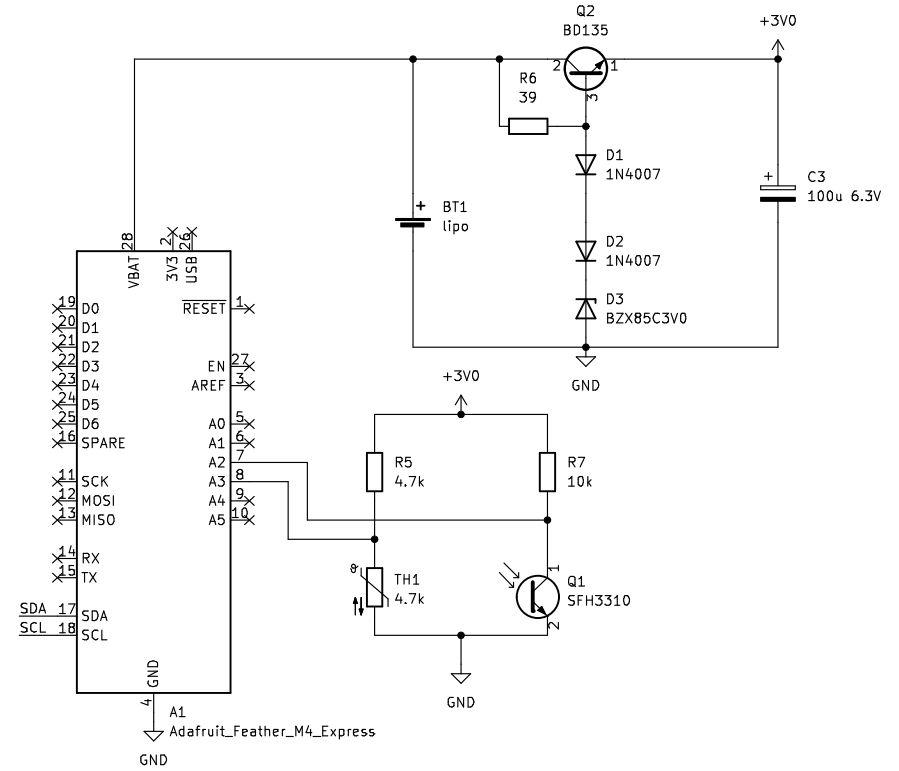 Q2
BD135
+3V0
2
1
3
R6
39
D1
1N4007
+
C3
100u 6.3V
+
BT1
lipo
D2
1N4007
D3
BZX85C3V0
GND
28
2
26
VBAT
3V3
USB
19 D0
RESET 1
20 D1
21 D2
22 D3
EN 27
23 D4
AREF 3
24 D5
25 D6
A0 5
16 SPARE
A1 6
A2 7
11 SCK
A3 8
12 MOSI
A4 9
13 MISO
A5 10
14 RX
15 TX
SDA 17 SDA
SCL 18 SCL
GND
4
A1
Adafruit_Feather_M4_Express
GND
+3V0
R5
4.7k
R7
10k
θ
TH1
4.7k
1
Q1
SFH3310
2
GND